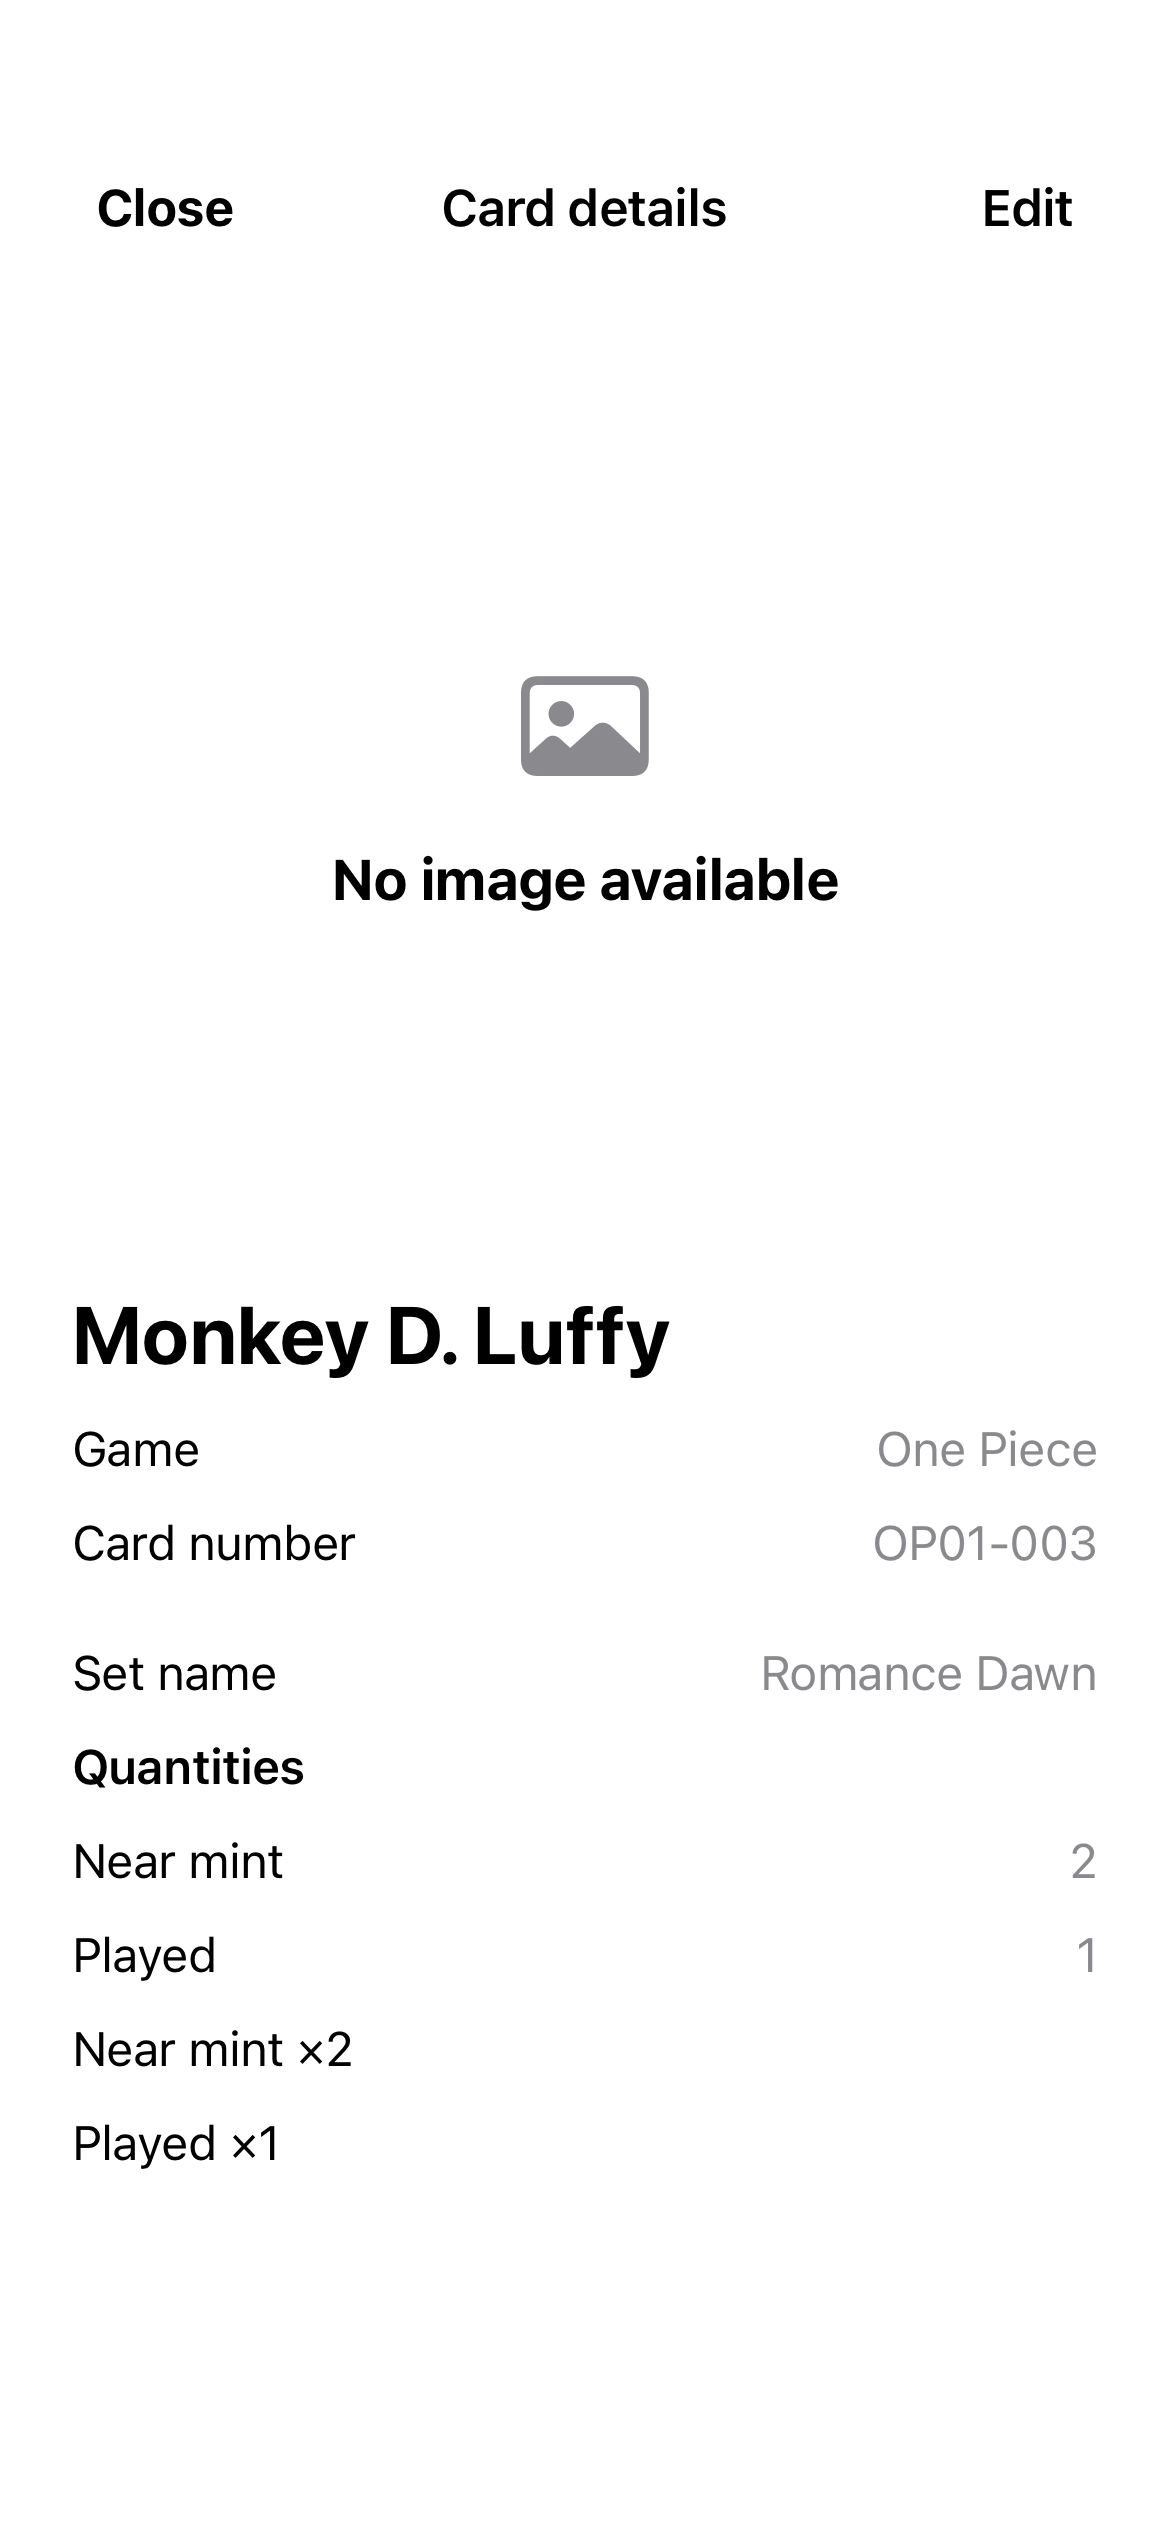 Close Card details Edit
No image available
Monkey D. Luffy
Game One Piece
Card number OP01-003
Set name Romance Dawn
Quantities
Near mint 2
Played 1
Near mint ×2
Played ×1